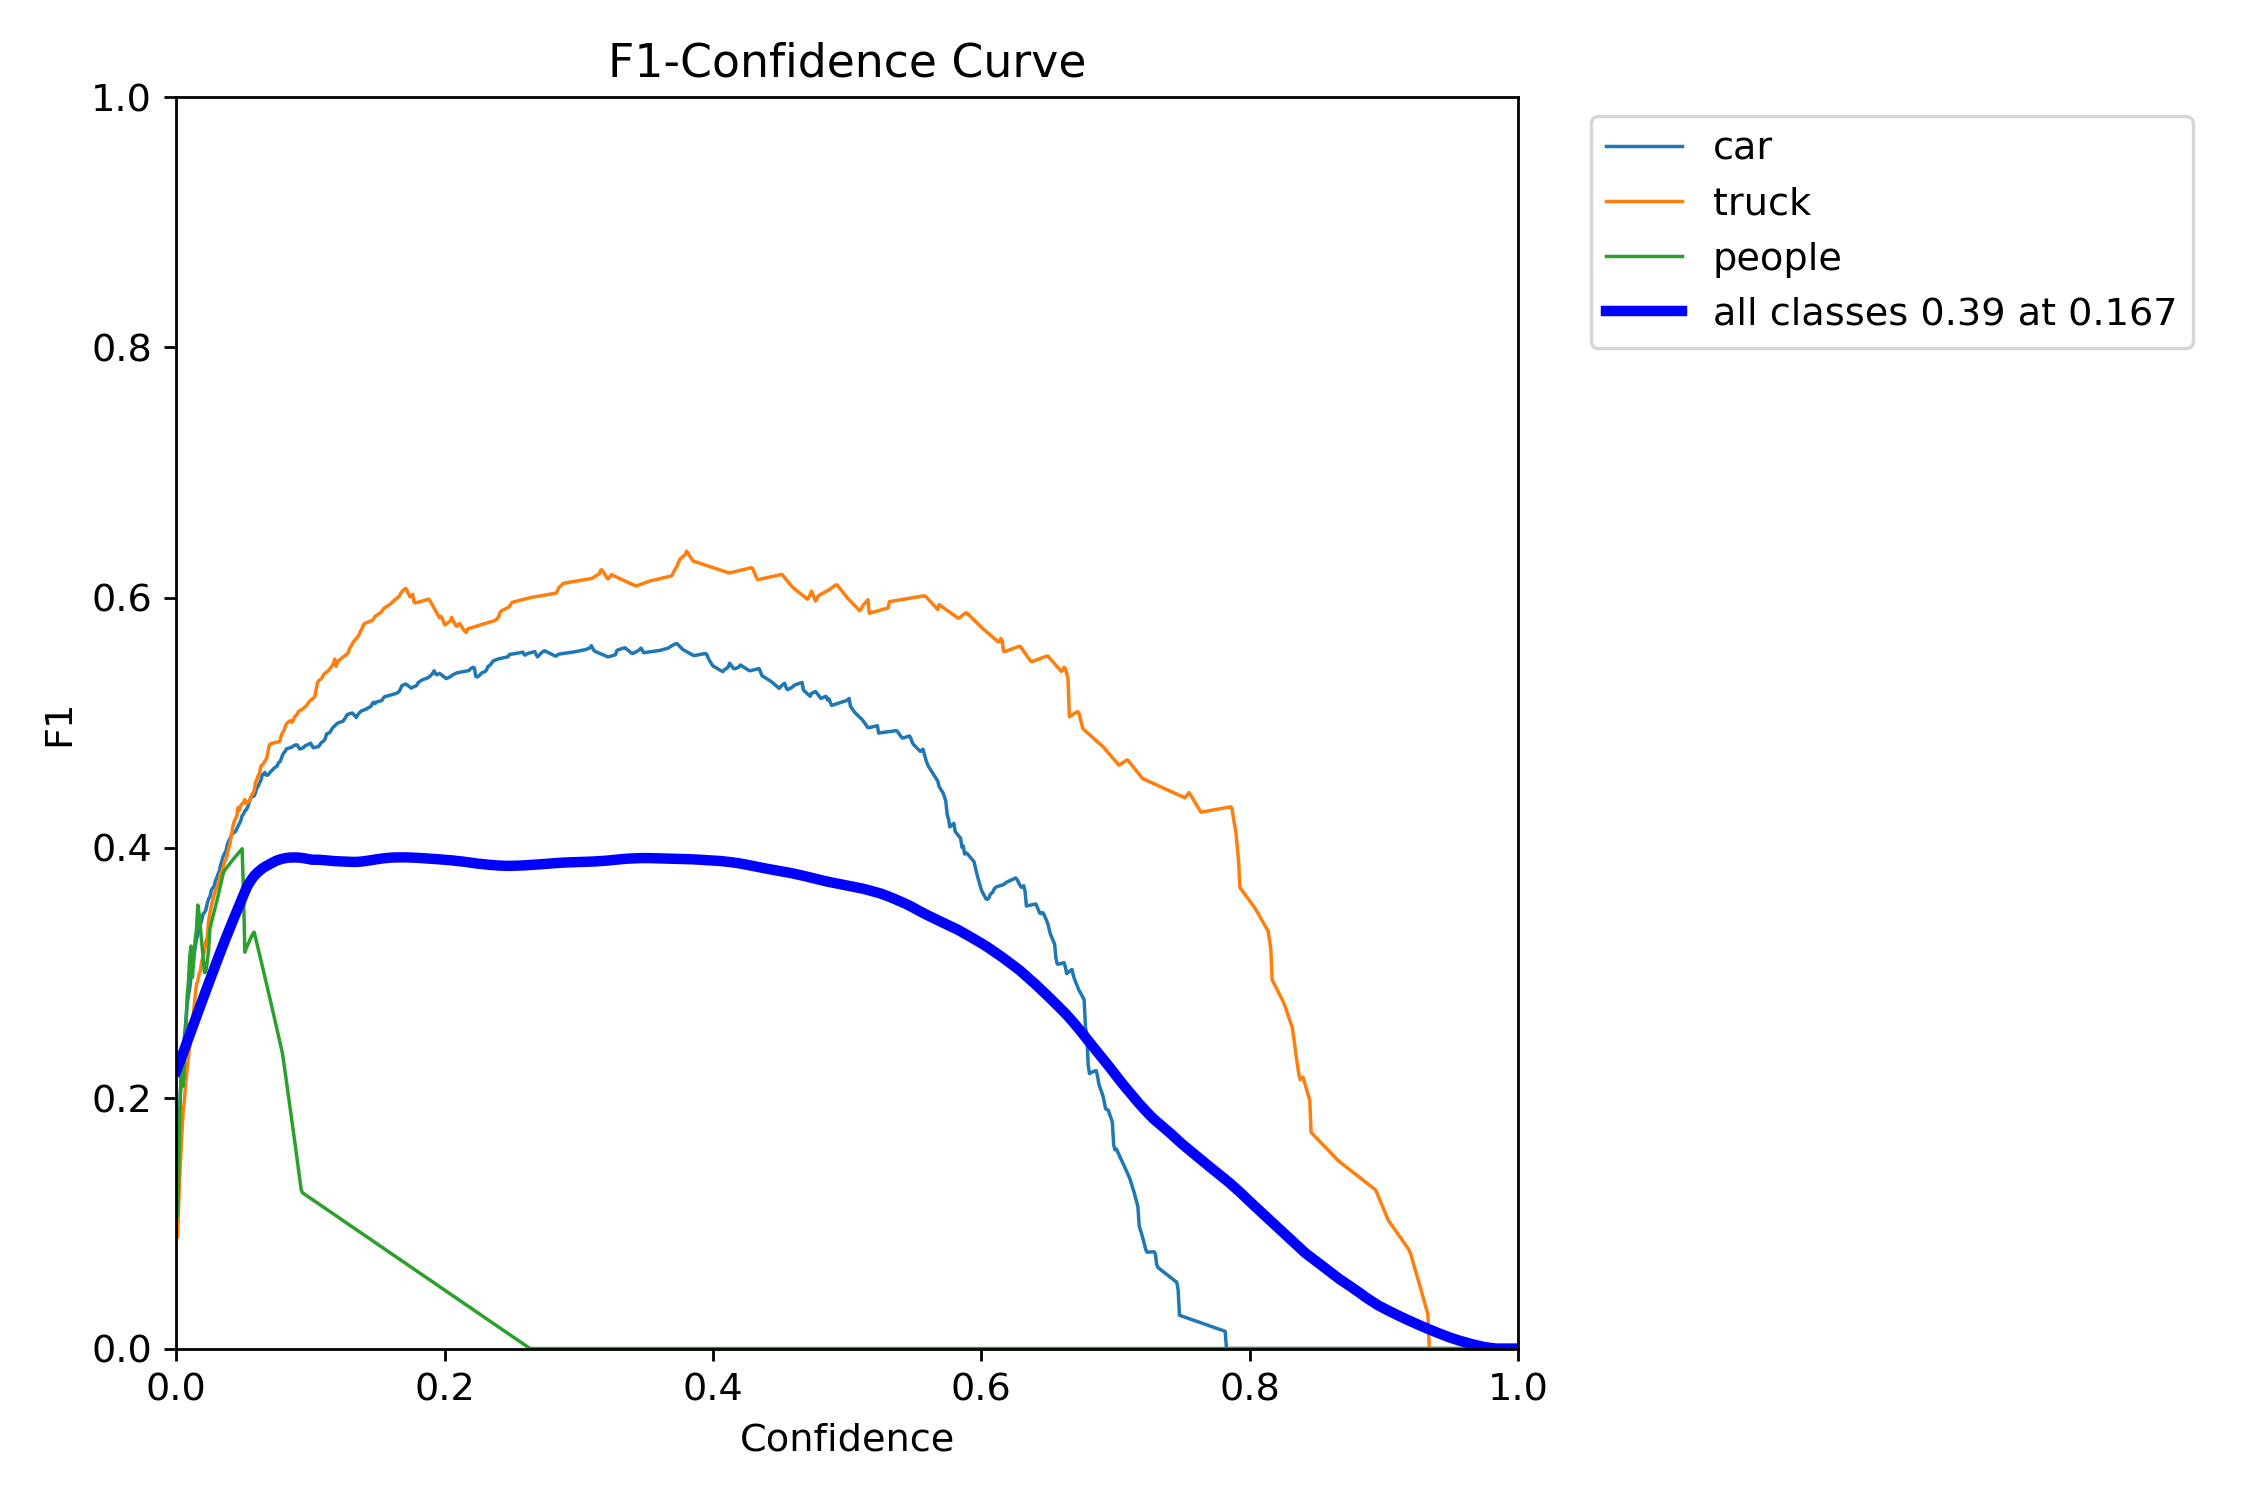 F1-Confidence Curve
1.0
0.8
0.6
0.4
0.2
0.0
F1
0.0 0.2 0.4 0.6 0.8 1.0
Confidence
car
truck
people
all classes 0.39 at 0.167